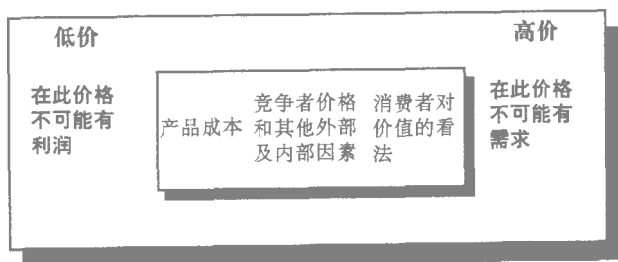 低价
高价
在此价格
不可能有
利润
产品成本
竞争者价格
和其他外部
及内部因素
消费者对
价值的看
法
在此价格
不可能有
需求